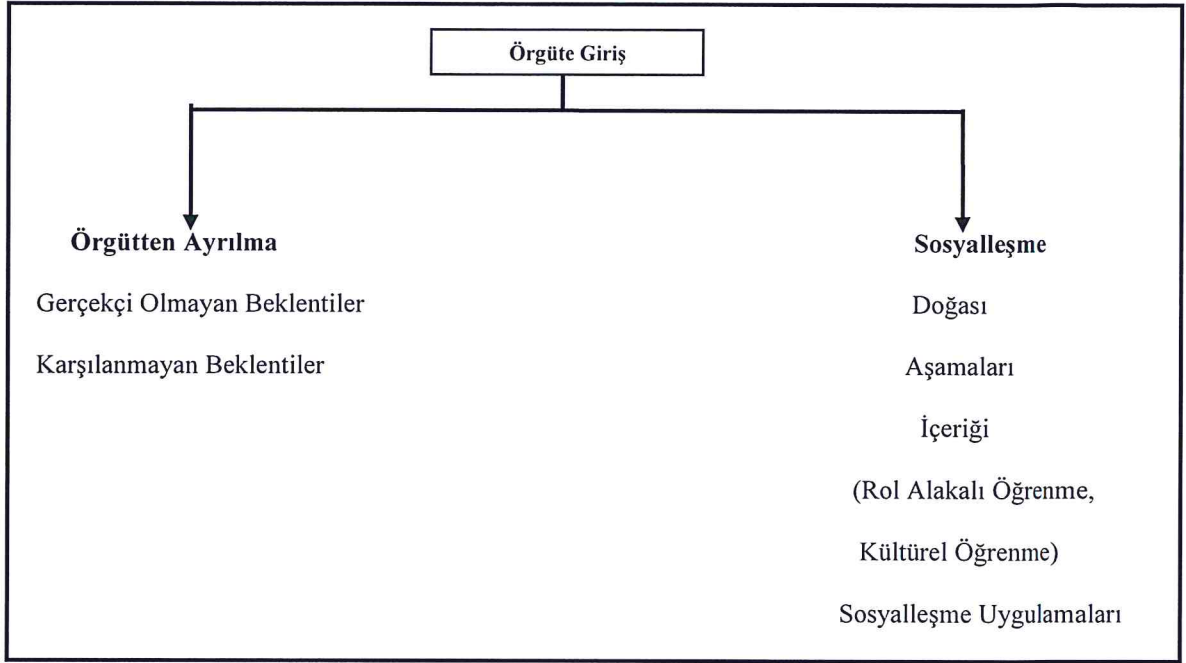 Örgüte Giriş
Örgütten Ayrılma
Gerçekçi Olmayan Beklentiler
Karşılanmayan Beklentiler
Sosyalleşme
Doğası
Aşamaları
İçeriği
(Rol Alakalı Öğrenme,
Kültürel Öğrenme)
Sosyalleşme Uygulamaları